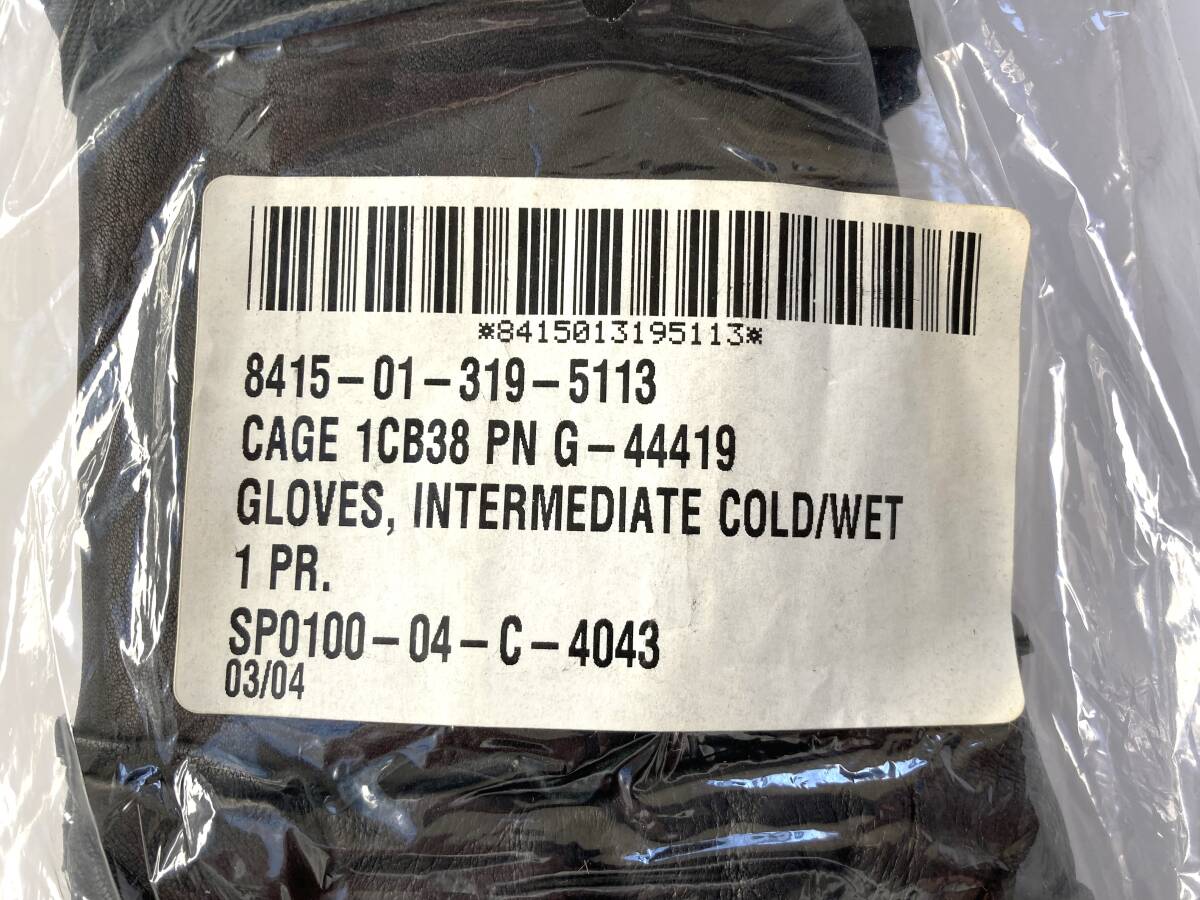 *8415013195113*
8415-01-319-5113
CAGE 1CB38 PN G-44419
GLOVES, INTERMEDIATE COLD/WET
1 PR.
SP0100-04-C-4043
03/04